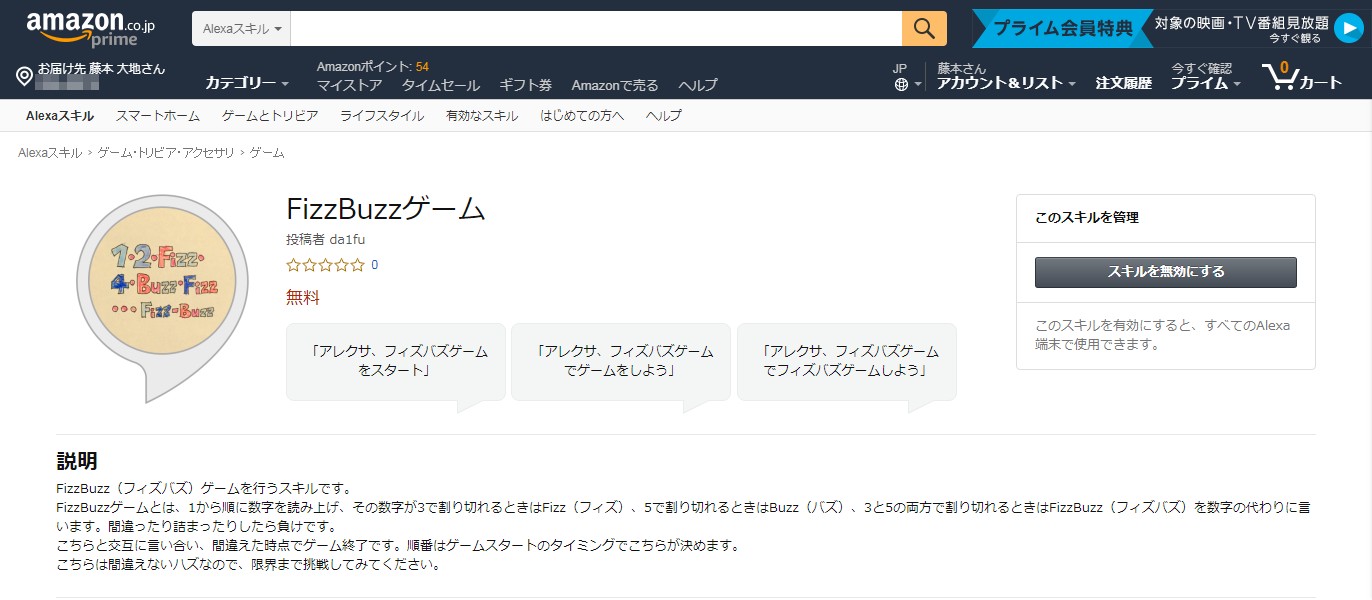 amazon.co.jp
prime
Alexaスキル
プライム会員特典
対象の映画・TV番組見放題
今すぐ観る
お届け先 藤本 大地さん
カテゴリー
Amazonポイント: 54
マイストア タイムセール ギフト券 Amazonで売る ヘルプ
JP
藤本さん
アカウント&リスト
注文履歴
今すぐ確認
プライム
0
カート
Alexaスキル スマートホーム ゲームとトリビア ライフスタイル 有効なスキル はじめての方へ ヘルプ
Alexaスキル › ゲーム・トリビア・アクセサリ › ゲーム
1・2・Fizz・
4・Buzz・Fizz
・・・Fizz-Buzz
FizzBuzzゲーム
投稿者 da1fu
0
無料
「アレクサ、フィズバズゲーム
をスタート」
「アレクサ、フィズバズゲーム
でゲームをしよう」
「アレクサ、フィズバズゲーム
でフィズバズゲームしよう」
このスキルを管理
スキルを無効にする
このスキルを有効にすると、すべてのAlexa
端末で使用できます。
説明
FizzBuzz（フィズバズ）ゲームを行うスキルです。
FizzBuzzゲームとは、1から順に数字を読み上げ、その数字が3で割り切れるときはFizz（フィズ）、5で割り切れるときはBuzz（バズ）、3と5の両方で割り切れるときはFizzBuzz（フィズバズ）を数字の代わりに言
います。間違ったり詰まったりしたら負けです。
こちらと交互に言い合い、間違えた時点でゲーム終了です。順番はゲームスタートのタイミングでこちらが決めます。
こちらは間違えないハズなので、限界まで挑戦してみてください。